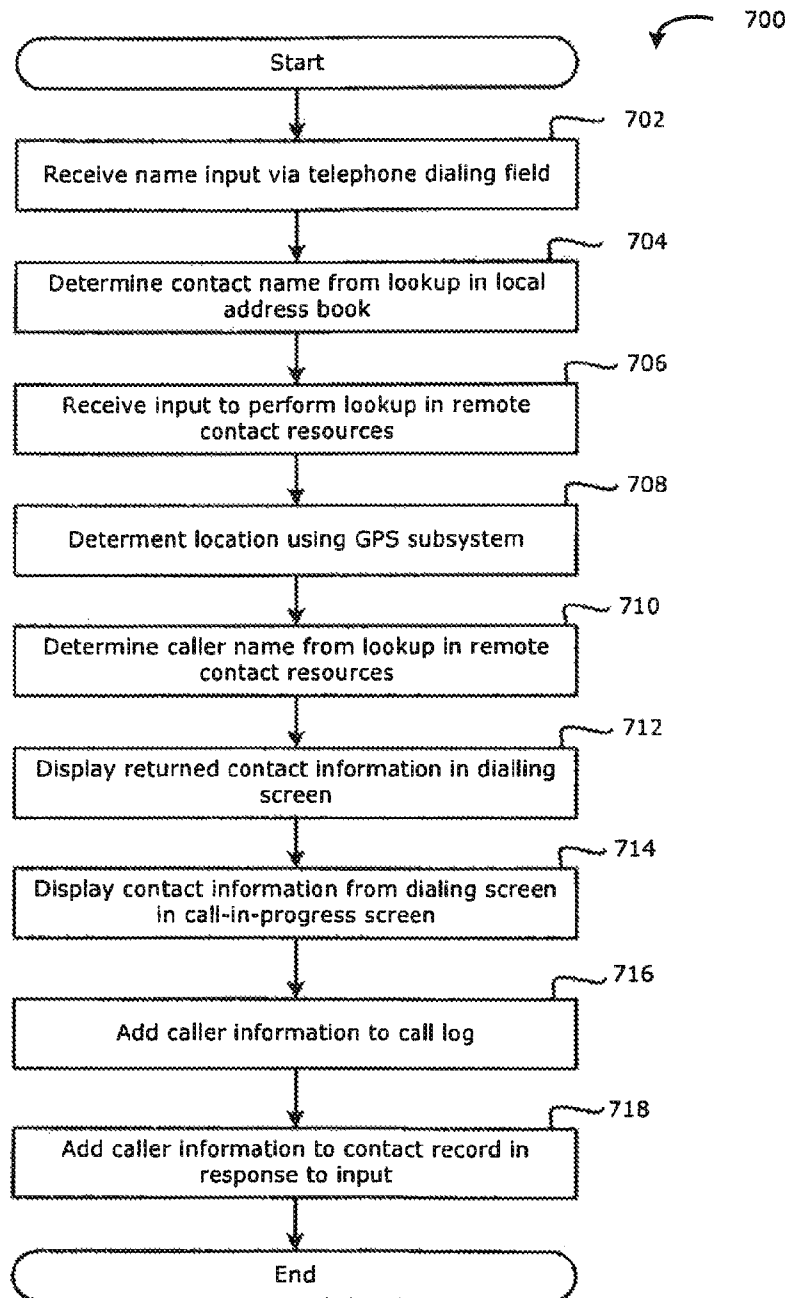 700
Start
702
Receive name input via telephone dialing field
704
Determine contact name from lookup in local
address book
706
Receive input to perform lookup in remote
contact resources
708
Determent location using GPS subsystem
710
Determine caller name from lookup in remote
contact resources
712
Display returned contact information in dialling
screen
714
Display contact information from dialing screen
in call-in-progress screen
716
Add caller information to call log
718
Add caller information to contact record in
response to input
End